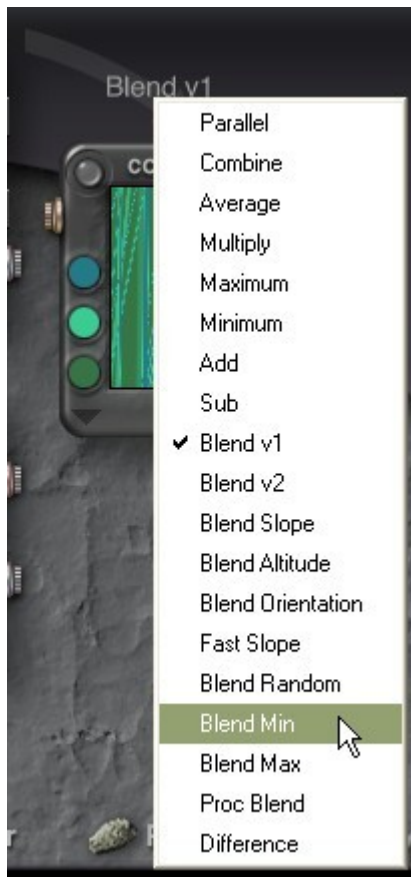 Blend v1
Parallel
Combine
Average
Multiply
Maximum
Minimum
Add
Sub
Blend v1
Blend v2
Blend Slope
Blend Altitude
Blend Orientation
Fast Slope
Blend Random
Blend Min
Blend Max
Proc Blend
Difference